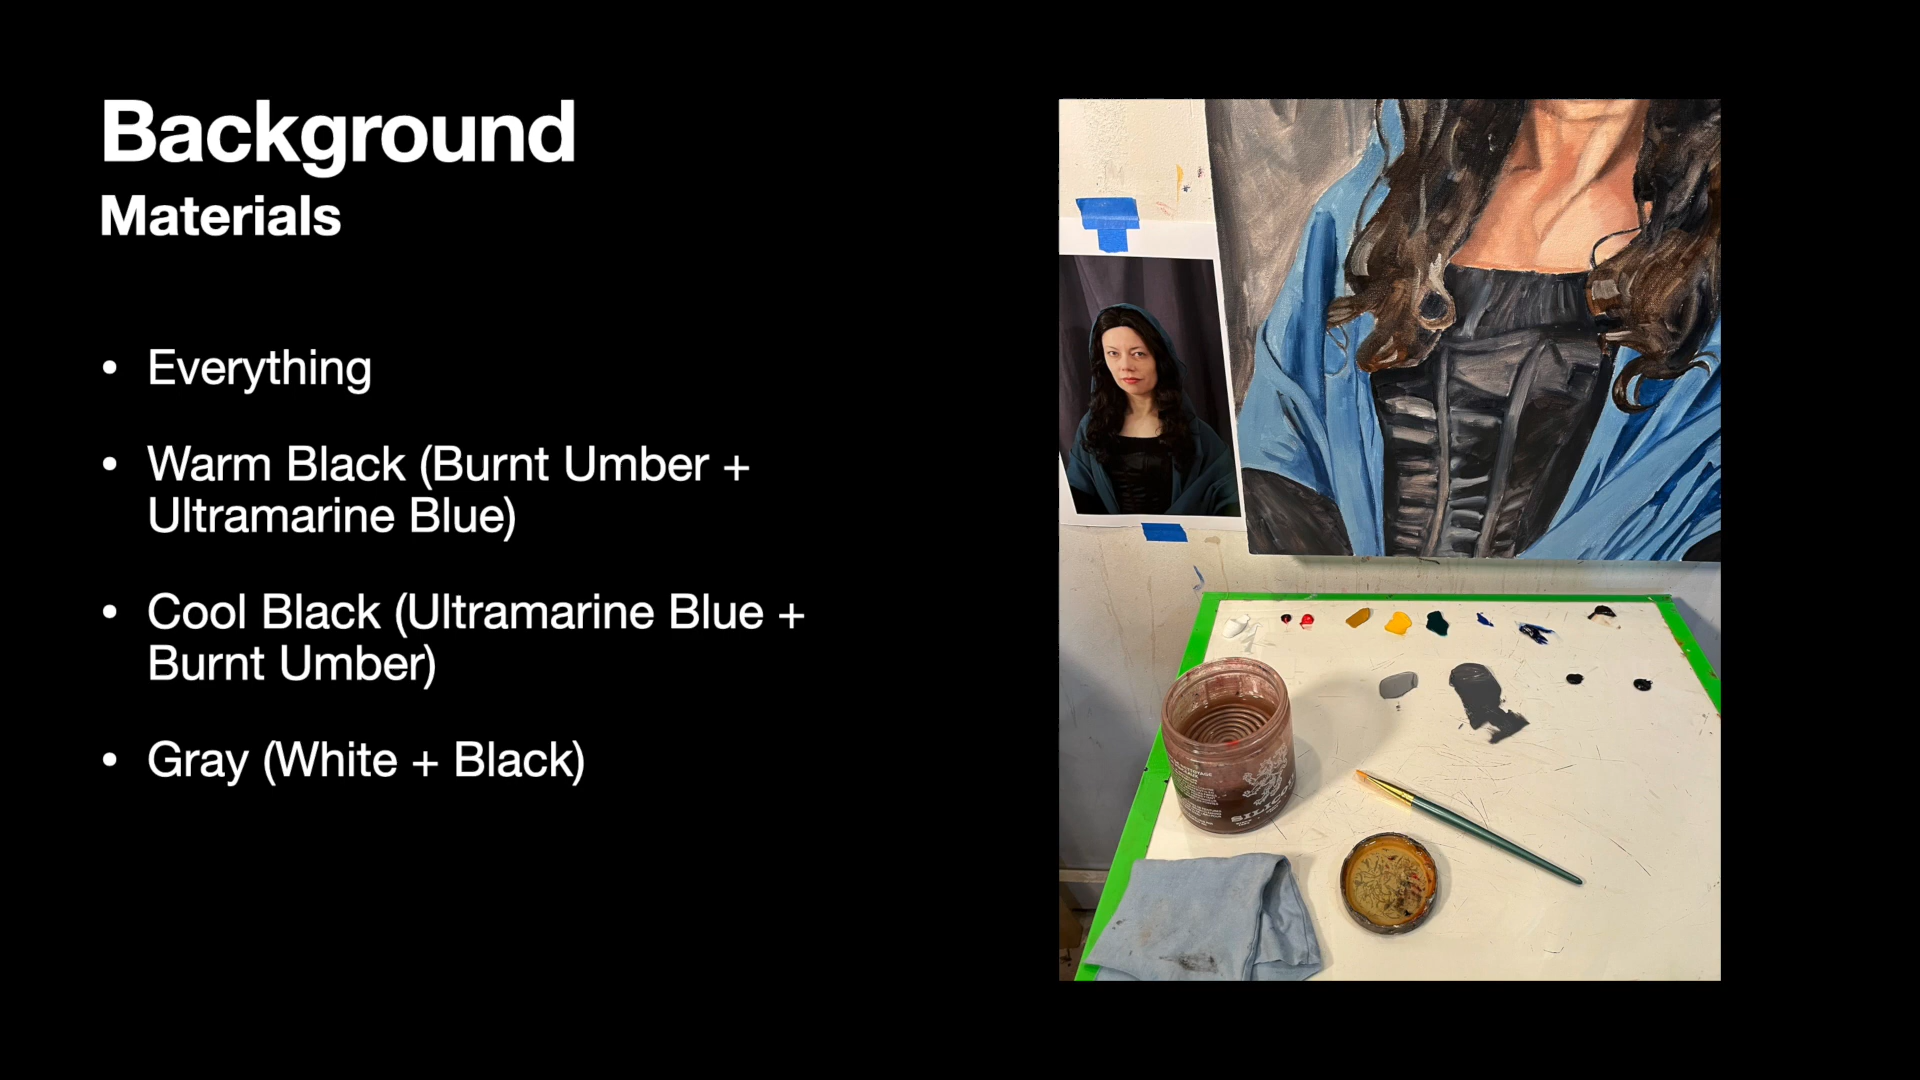 Background
Materials
• Everything
• Warm Black (Burnt Umber +
Ultramarine Blue)
• Cool Black (Ultramarine Blue +
Burnt Umber)
• Gray (White + Black)